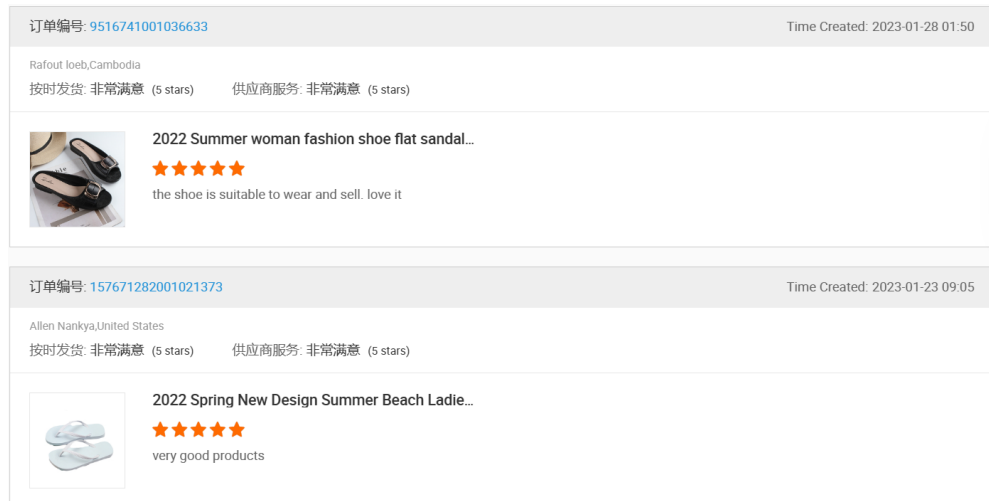 订单编号: 9516741001036633 Time Created: 2023-01-28 01:50
Rafout loeb,Cambodia
按时发货: 非常满意 (5 stars) 供应商服务: 非常满意 (5 stars)
2022 Summer woman fashion shoe flat sandal...
the shoe is suitable to wear and sell. love it
订单编号: 157671282001021373 Time Created: 2023-01-23 09:05
Allen Nankya,United States
按时发货: 非常满意 (5 stars) 供应商服务: 非常满意 (5 stars)
2022 Spring New Design Summer Beach Ladie...
very good products